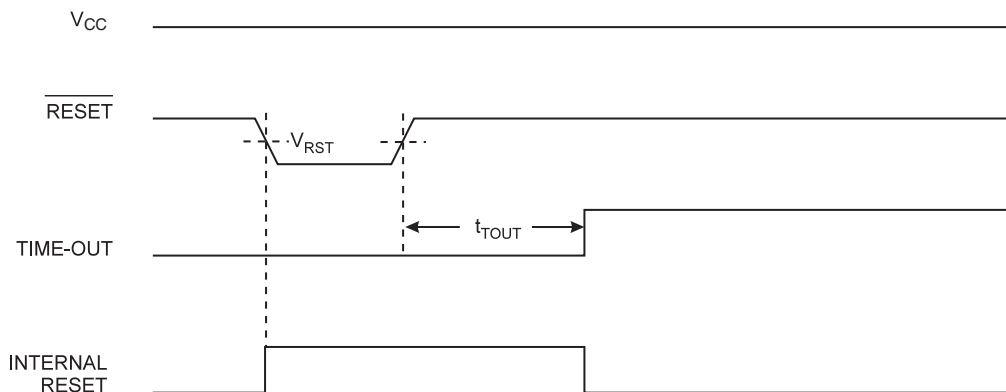 VCC
RESET
VRST
tTOUT
TIME-OUT
INTERNAL
RESET